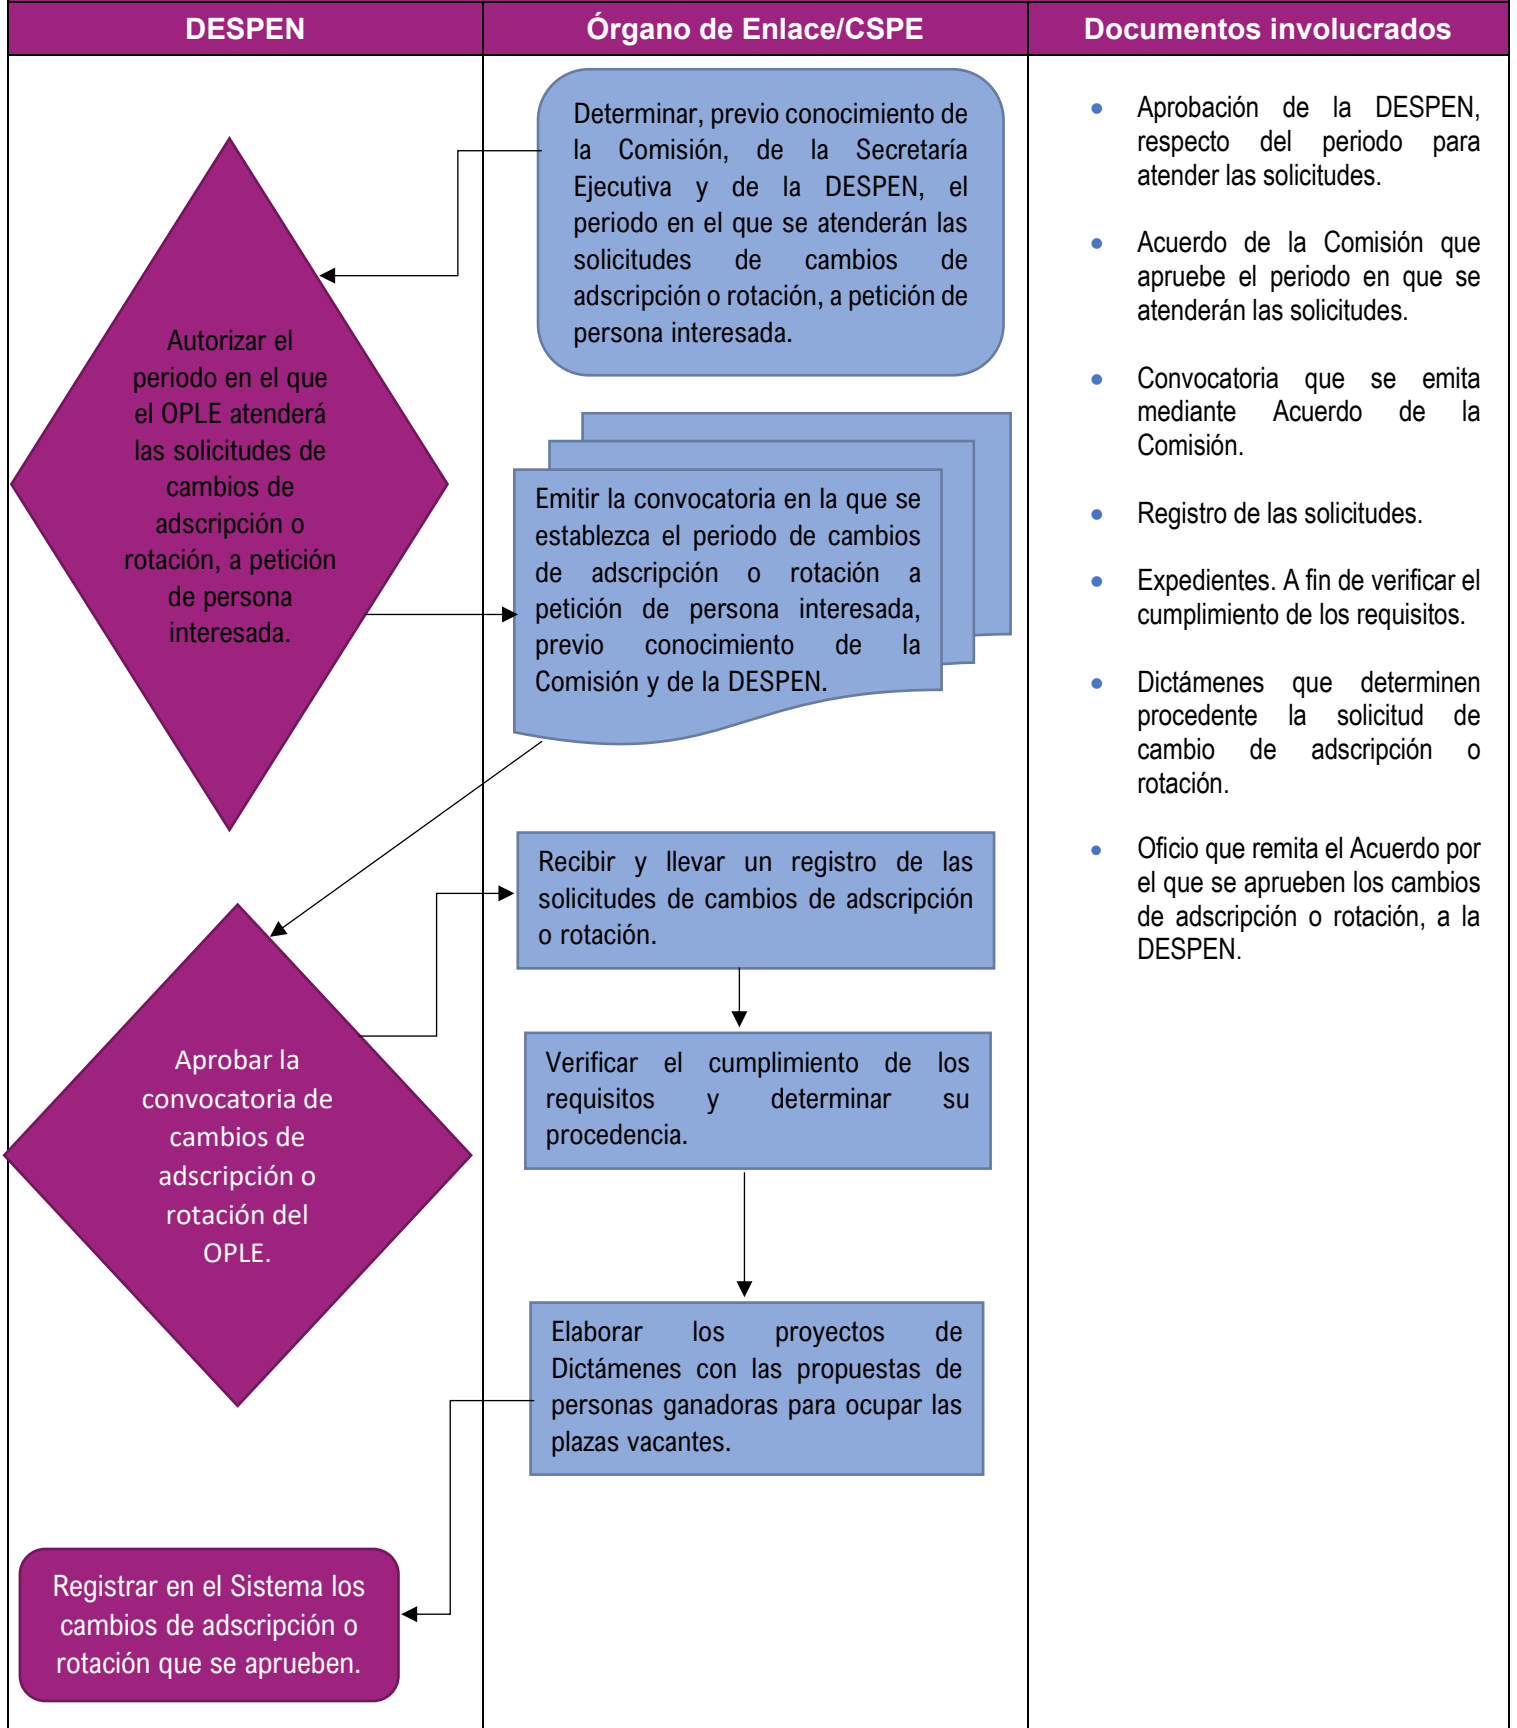 DESPEN
Órgano de Enlace/CSPE
Documentos involucrados
Determinar, previo conocimiento de
la Comisión, de la Secretaría
Ejecutiva y de la DESPEN, el
periodo en el que se atenderán las
solicitudes de cambios de
adscripción o rotación, a petición de
persona interesada.
Autorizar el
periodo en el que
el OPLE atenderá
las solicitudes de
cambios de
adscripción o
rotación, a petición
de persona
interesada.
Emitir la convocatoria en la que se
establezca el periodo de cambios
de adscripción o rotación a
petición de persona interesada,
previo conocimiento de la
Comisión y de la DESPEN.
Aprobar la
convocatoria de
cambios de
adscripción o
rotación del
OPLE.
Recibir y llevar un registro de las
solicitudes de cambios de adscripción
o rotación.
Verificar el cumplimiento de los
requisitos y determinar su
procedencia.
Elaborar los proyectos de
Dictámenes con las propuestas de
personas ganadoras para ocupar las
plazas vacantes.
Registrar en el Sistema los
cambios de adscripción o
rotación que se aprueben.
• Aprobación de la DESPEN,
respecto del periodo para
atender las solicitudes.
• Acuerdo de la Comisión que
apruebe el periodo en que se
atenderán las solicitudes.
• Convocatoria que se emita
mediante Acuerdo de la
Comisión.
• Registro de las solicitudes.
• Expedientes. A fin de verificar el
cumplimiento de los requisitos.
• Dictámenes que determinen
procedente la solicitud de
cambio de adscripción o
rotación.
• Oficio que remita el Acuerdo por
el que se aprueben los cambios
de adscripción o rotación, a la
DESPEN.